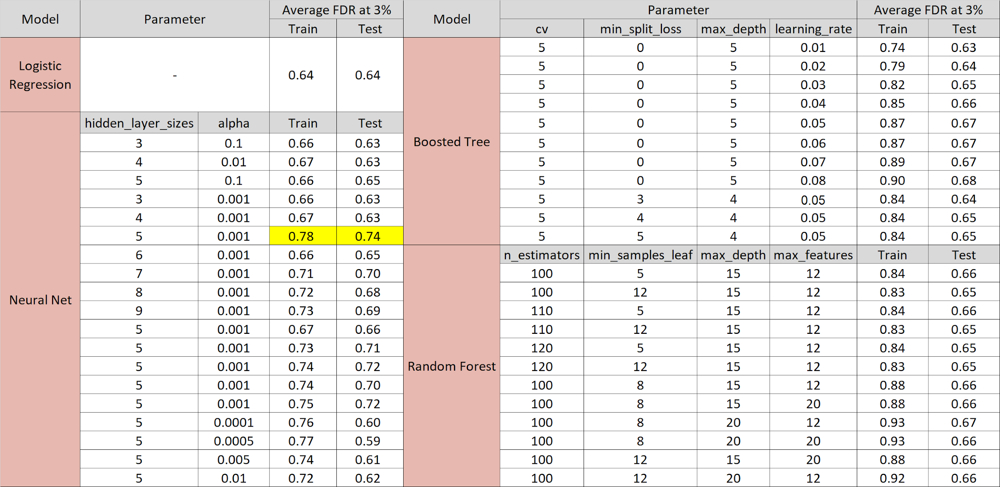 Model Parameter Average FDR at 3% Model Parameter Average FDR at 3%
Train Test cv min_split_loss max_depth learning_rate Train Test
Logistic Regression - 0.64 0.64 Boosted Tree 5 0 5 0.01 0.74 0.63
5 0 5 0.02 0.79 0.64
5 0 5 0.03 0.82 0.65
5 0 5 0.04 0.85 0.66
Neural Net hidden_layer_sizes alpha Train Test 5 0 5 0.05 0.87 0.67
3 0.1 0.66 0.63 5 0 5 0.06 0.87 0.67
4 0.01 0.67 0.63 5 0 5 0.07 0.89 0.67
5 0.1 0.66 0.65 5 0 5 0.08 0.90 0.68
3 0.001 0.66 0.63 5 3 4 0.05 0.84 0.64
4 0.001 0.67 0.63 5 4 4 0.05 0.84 0.65
5 0.001 0.78 0.74 5 5 4 0.05 0.84 0.65
6 0.001 0.66 0.65 Random Forest n_estimators min_samples_leaf max_depth max_features Train Test
7 0.001 0.71 0.70 100 5 15 12 0.84 0.66
8 0.001 0.72 0.68 100 12 15 12 0.83 0.65
9 0.001 0.73 0.69 110 5 15 12 0.84 0.66
5 0.001 0.67 0.66 110 12 15 12 0.83 0.65
5 0.001 0.73 0.71 120 5 15 12 0.84 0.65
5 0.001 0.74 0.72 120 12 15 12 0.83 0.65
5 0.001 0.74 0.70 100 8 15 12 0.88 0.66
5 0.001 0.75 0.72 100 8 15 20 0.88 0.66
5 0.0001 0.76 0.60 100 8 20 12 0.93 0.67
5 0.0005 0.77 0.59 100 8 20 20 0.93 0.66
5 0.005 0.74 0.61 100 12 15 20 0.88 0.66
5 0.01 0.72 0.62 100 12 20 12 0.92 0.66